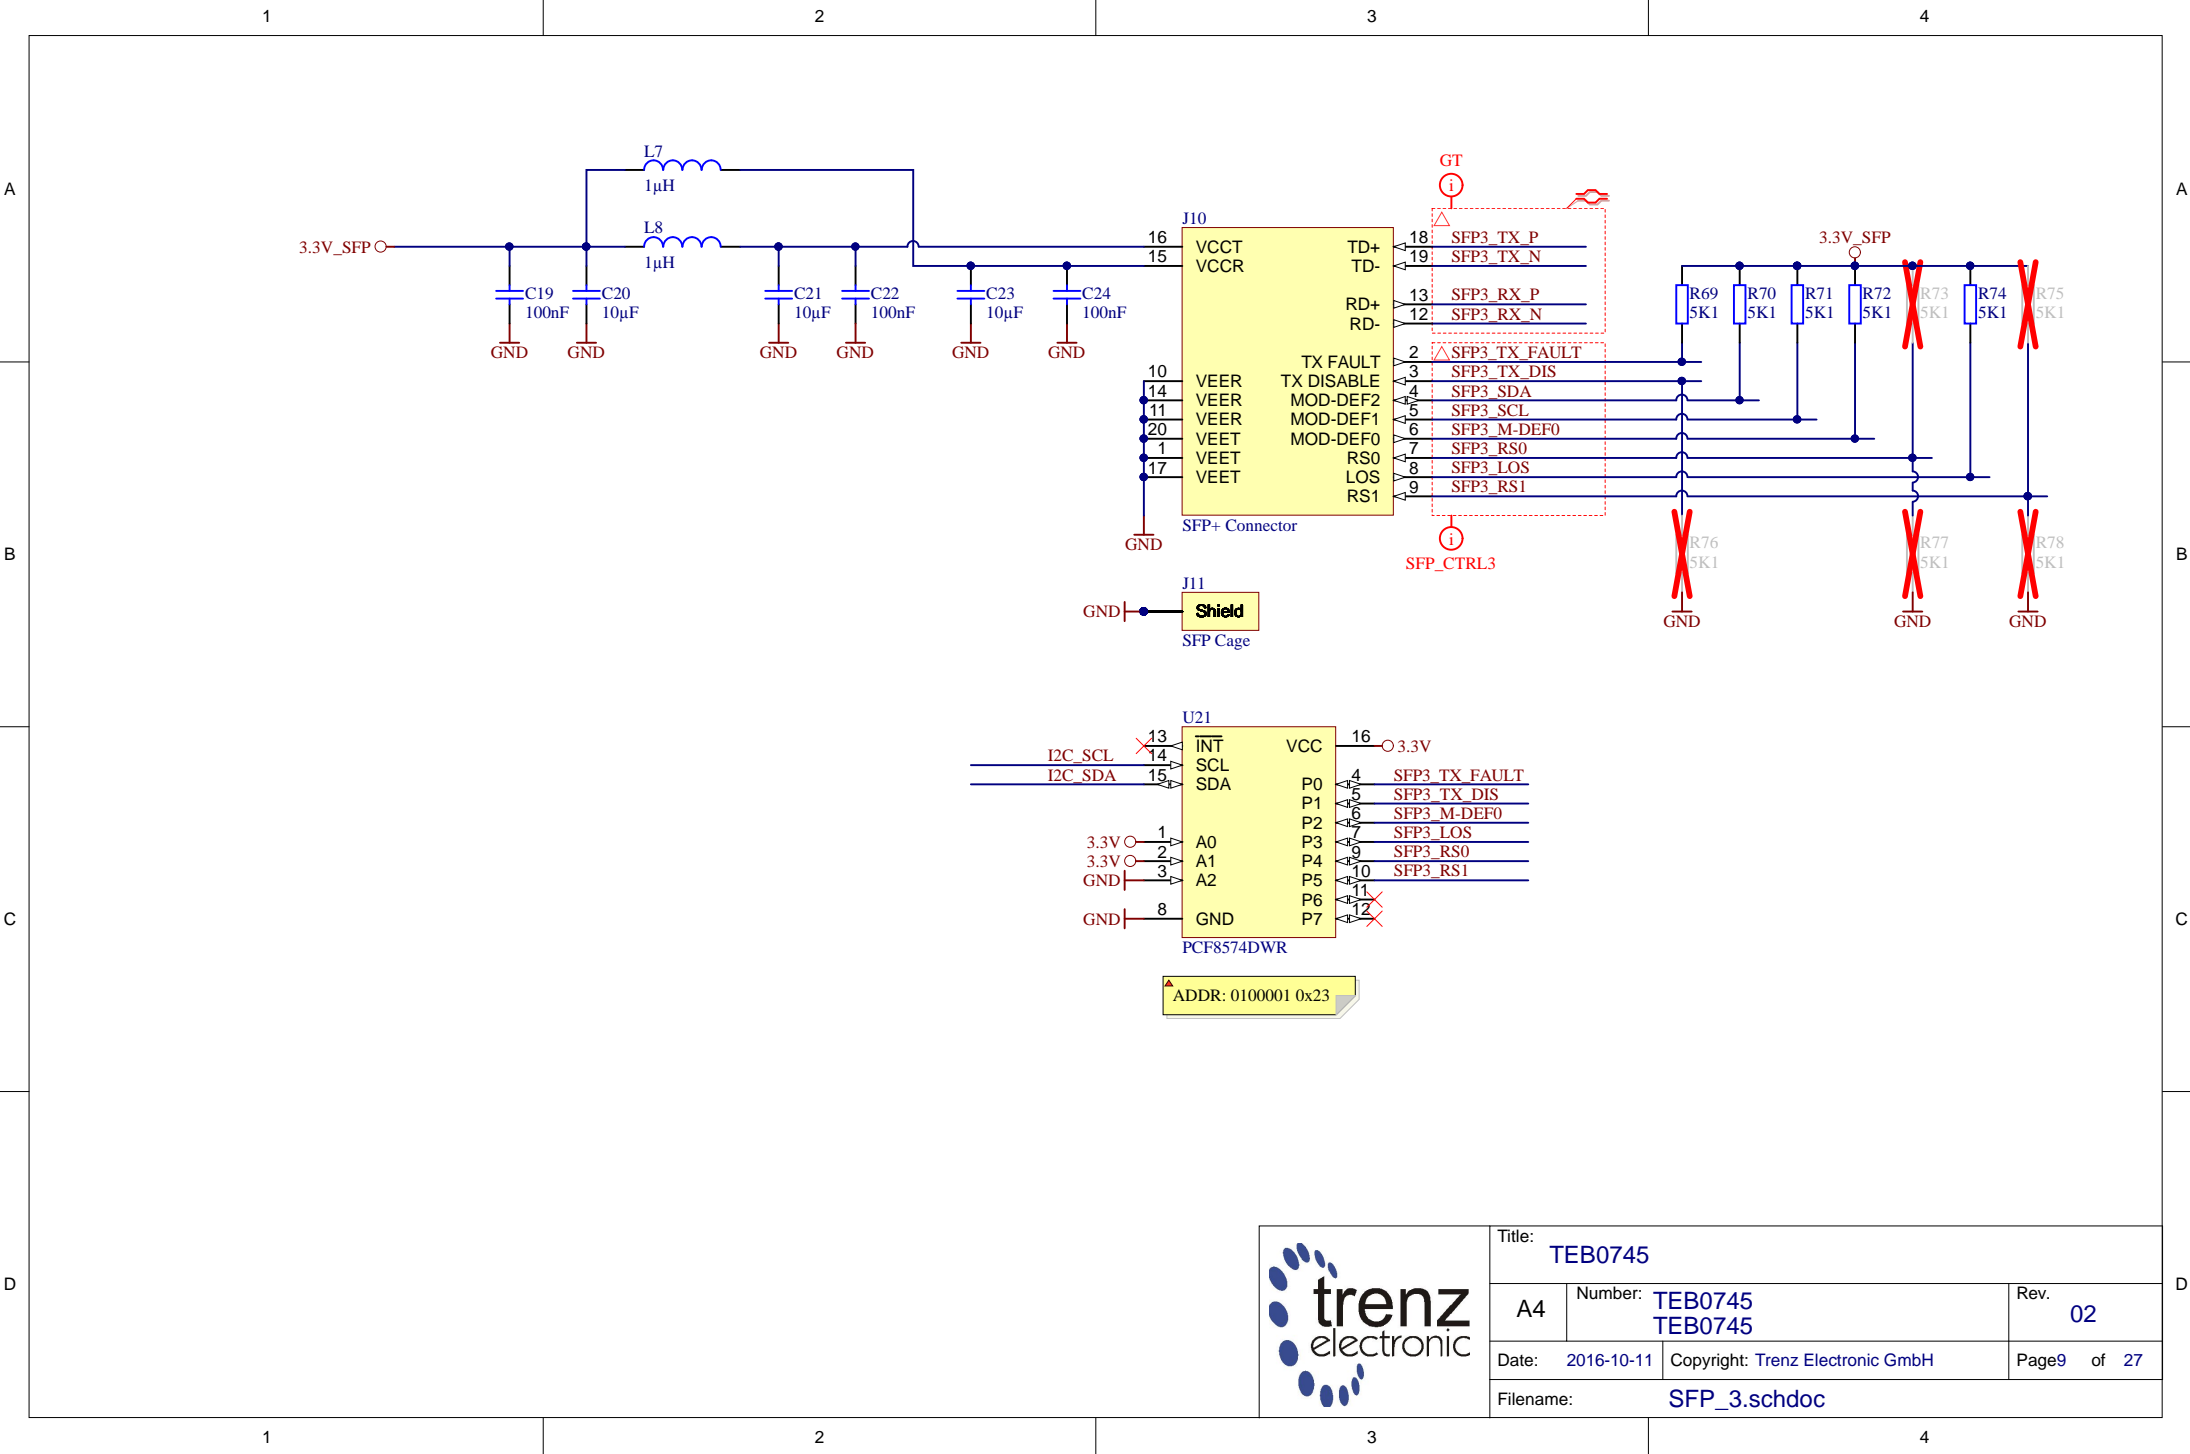 1 2 3 4
A A
B B
C C
D D
1 2 3 4
3.3V_SFP
L7
1µH
L8
1µH
C19
100nF
GND
C20
10µF
GND
C21
10µF
GND
C22
100nF
GND
C23
10µF
GND
C24
100nF
GND
J10
16 VCCT
15 VCCR
10 VEER
14 VEER
11 VEER
20 VEET
1 VEET
17 VEET
GND
TD+ 18 SFP3_TX_P
TD- 19 SFP3_TX_N
RD+ 13 SFP3_RX_P
RD- 12 SFP3_RX_N
TX FAULT 2 SFP3_TX_FAULT
TX DISABLE 3 SFP3_TX_DIS
MOD-DEF2 4 SFP3_SDA
MOD-DEF1 5 SFP3_SCL
MOD-DEF0 6 SFP3_M-DEF0
RS0 7 SFP3_RS0
LOS 8 SFP3_LOS
RS1 9 SFP3_RS1
SFP+ Connector
GT
i
i
SFP_CTRL3
3.3V_SFP
R69
5K1
R70
5K1
R71
5K1
R72
5K1
R73
5K1
R74
5K1
R75
5K1
R76
5K1
GND
R77
5K1
GND
R78
5K1
GND
J11
GND Shield
SFP Cage
U21
13 INT
I2C_SCL 14 SCL
I2C_SDA 15 SDA
3.3V 1 A0
3.3V 2 A1
GND 3 A2
GND 8 GND
VCC 16 3.3V
P0 4 SFP3_TX_FAULT
P1 5 SFP3_TX_DIS
P2 6 SFP3_M-DEF0
P3 7 SFP3_LOS
P4 9 SFP3_RS0
P5 10 SFP3_RS1
P6 11
P7 12
PCF8574DWR
ADDR: 0100001 0x23
trenz
electronic
Title:
TEB0745
A4
Number: TEB0745
TEB0745
Rev.
02
Date: 2016-10-11
Copyright: Trenz Electronic GmbH
Page9 of 27
Filename: SFP_3.schdoc